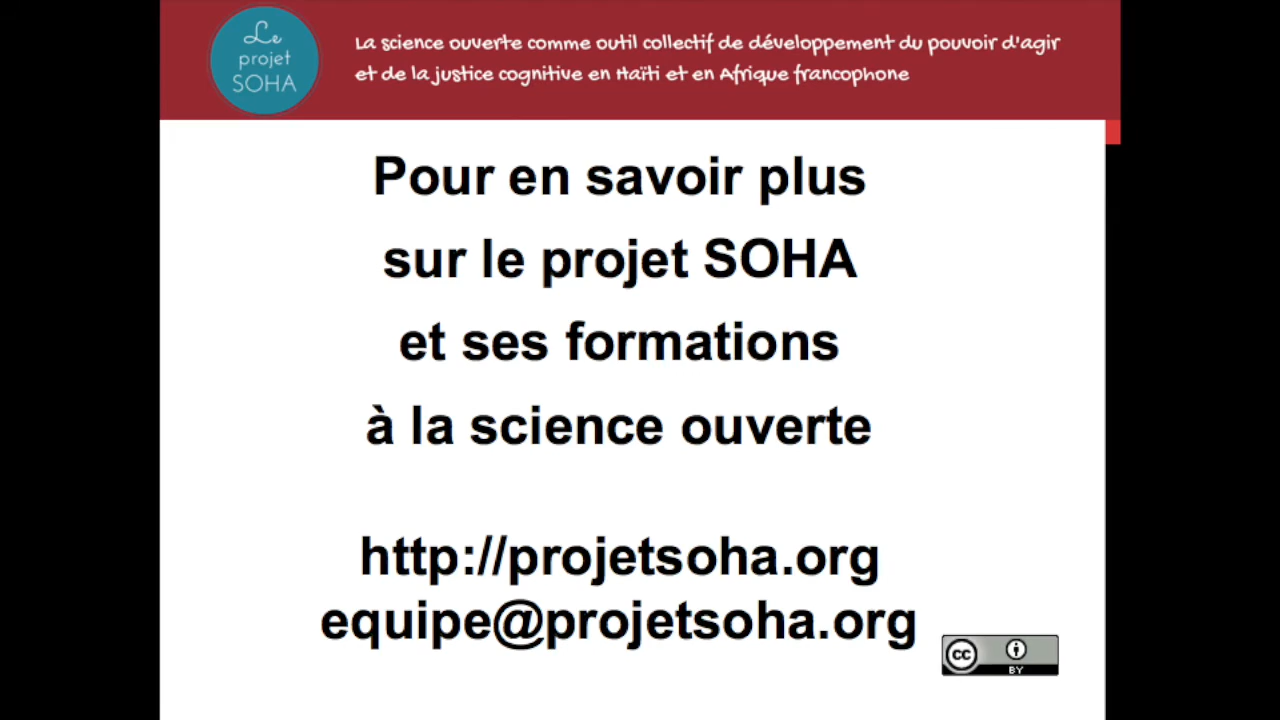 Le
projet
SOHA
La science ouverte comme outil collectif de développement du pouvoir d'agir
et de la justice cognitive en Haïti et en Afrique francophone
Pour en savoir plus
sur le projet SOHA
et ses formations
à la science ouverte
http://projetsoha.org
equipe@projetsoha.org
cc
BY